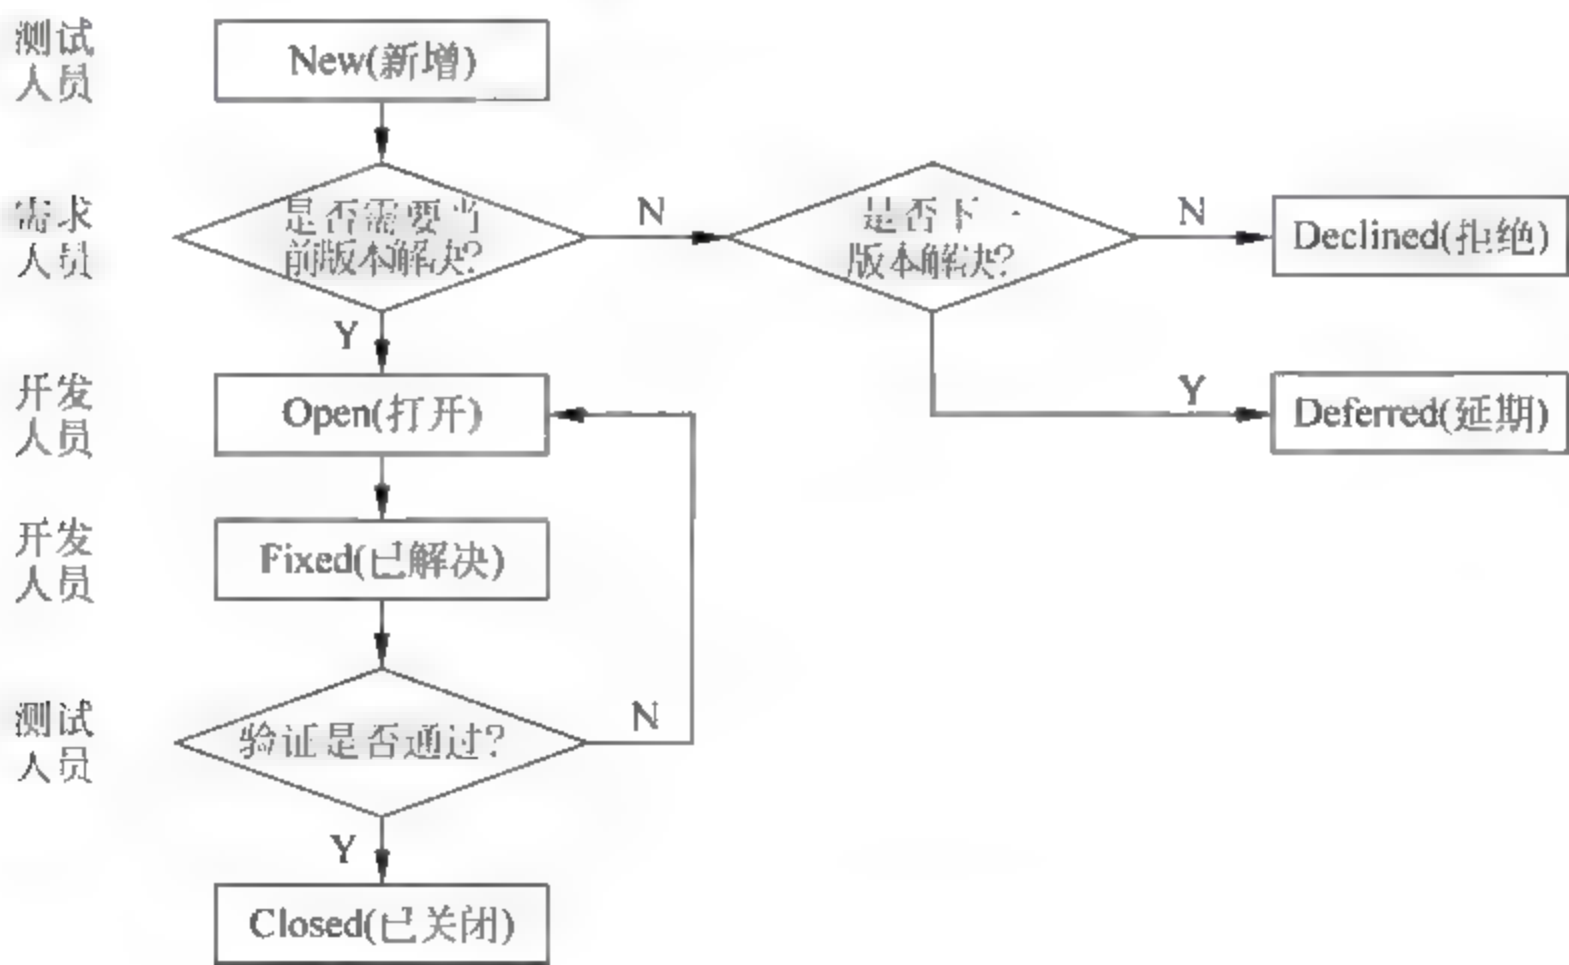 测试
人员
New(新增)
需求
人员
是否需要当
前版本解决?
N
是否下一
版本解决?
N
Declined(拒绝)
Y
开发
人员
Open(打开)
Y
Deferred(延期)
开发
人员
Fixed(已解决)
测试
人员
验证是否通过?
N
Y
Closed(已关闭)